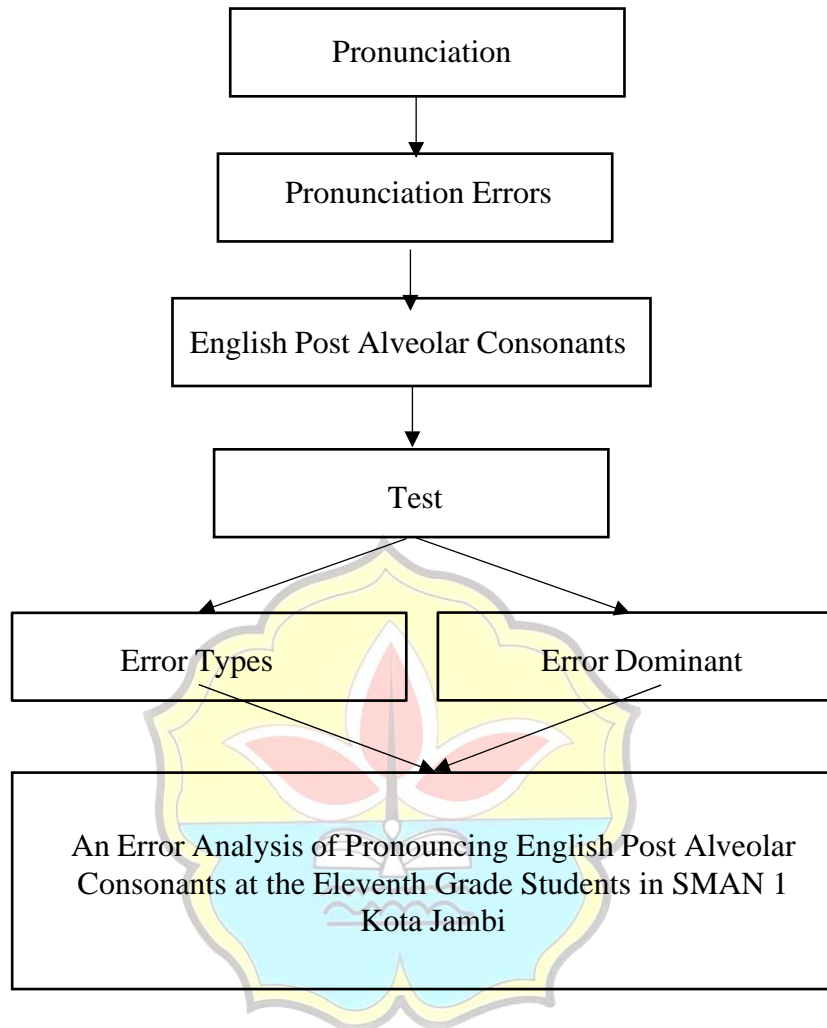 Pronunciation
Pronunciation Errors
English Post Alveolar Consonants
Test
Error Types
Error Dominant
An Error Analysis of Pronouncing English Post Alveolar
Consonants at the Eleventh Grade Students in SMAN 1
Kota Jambi